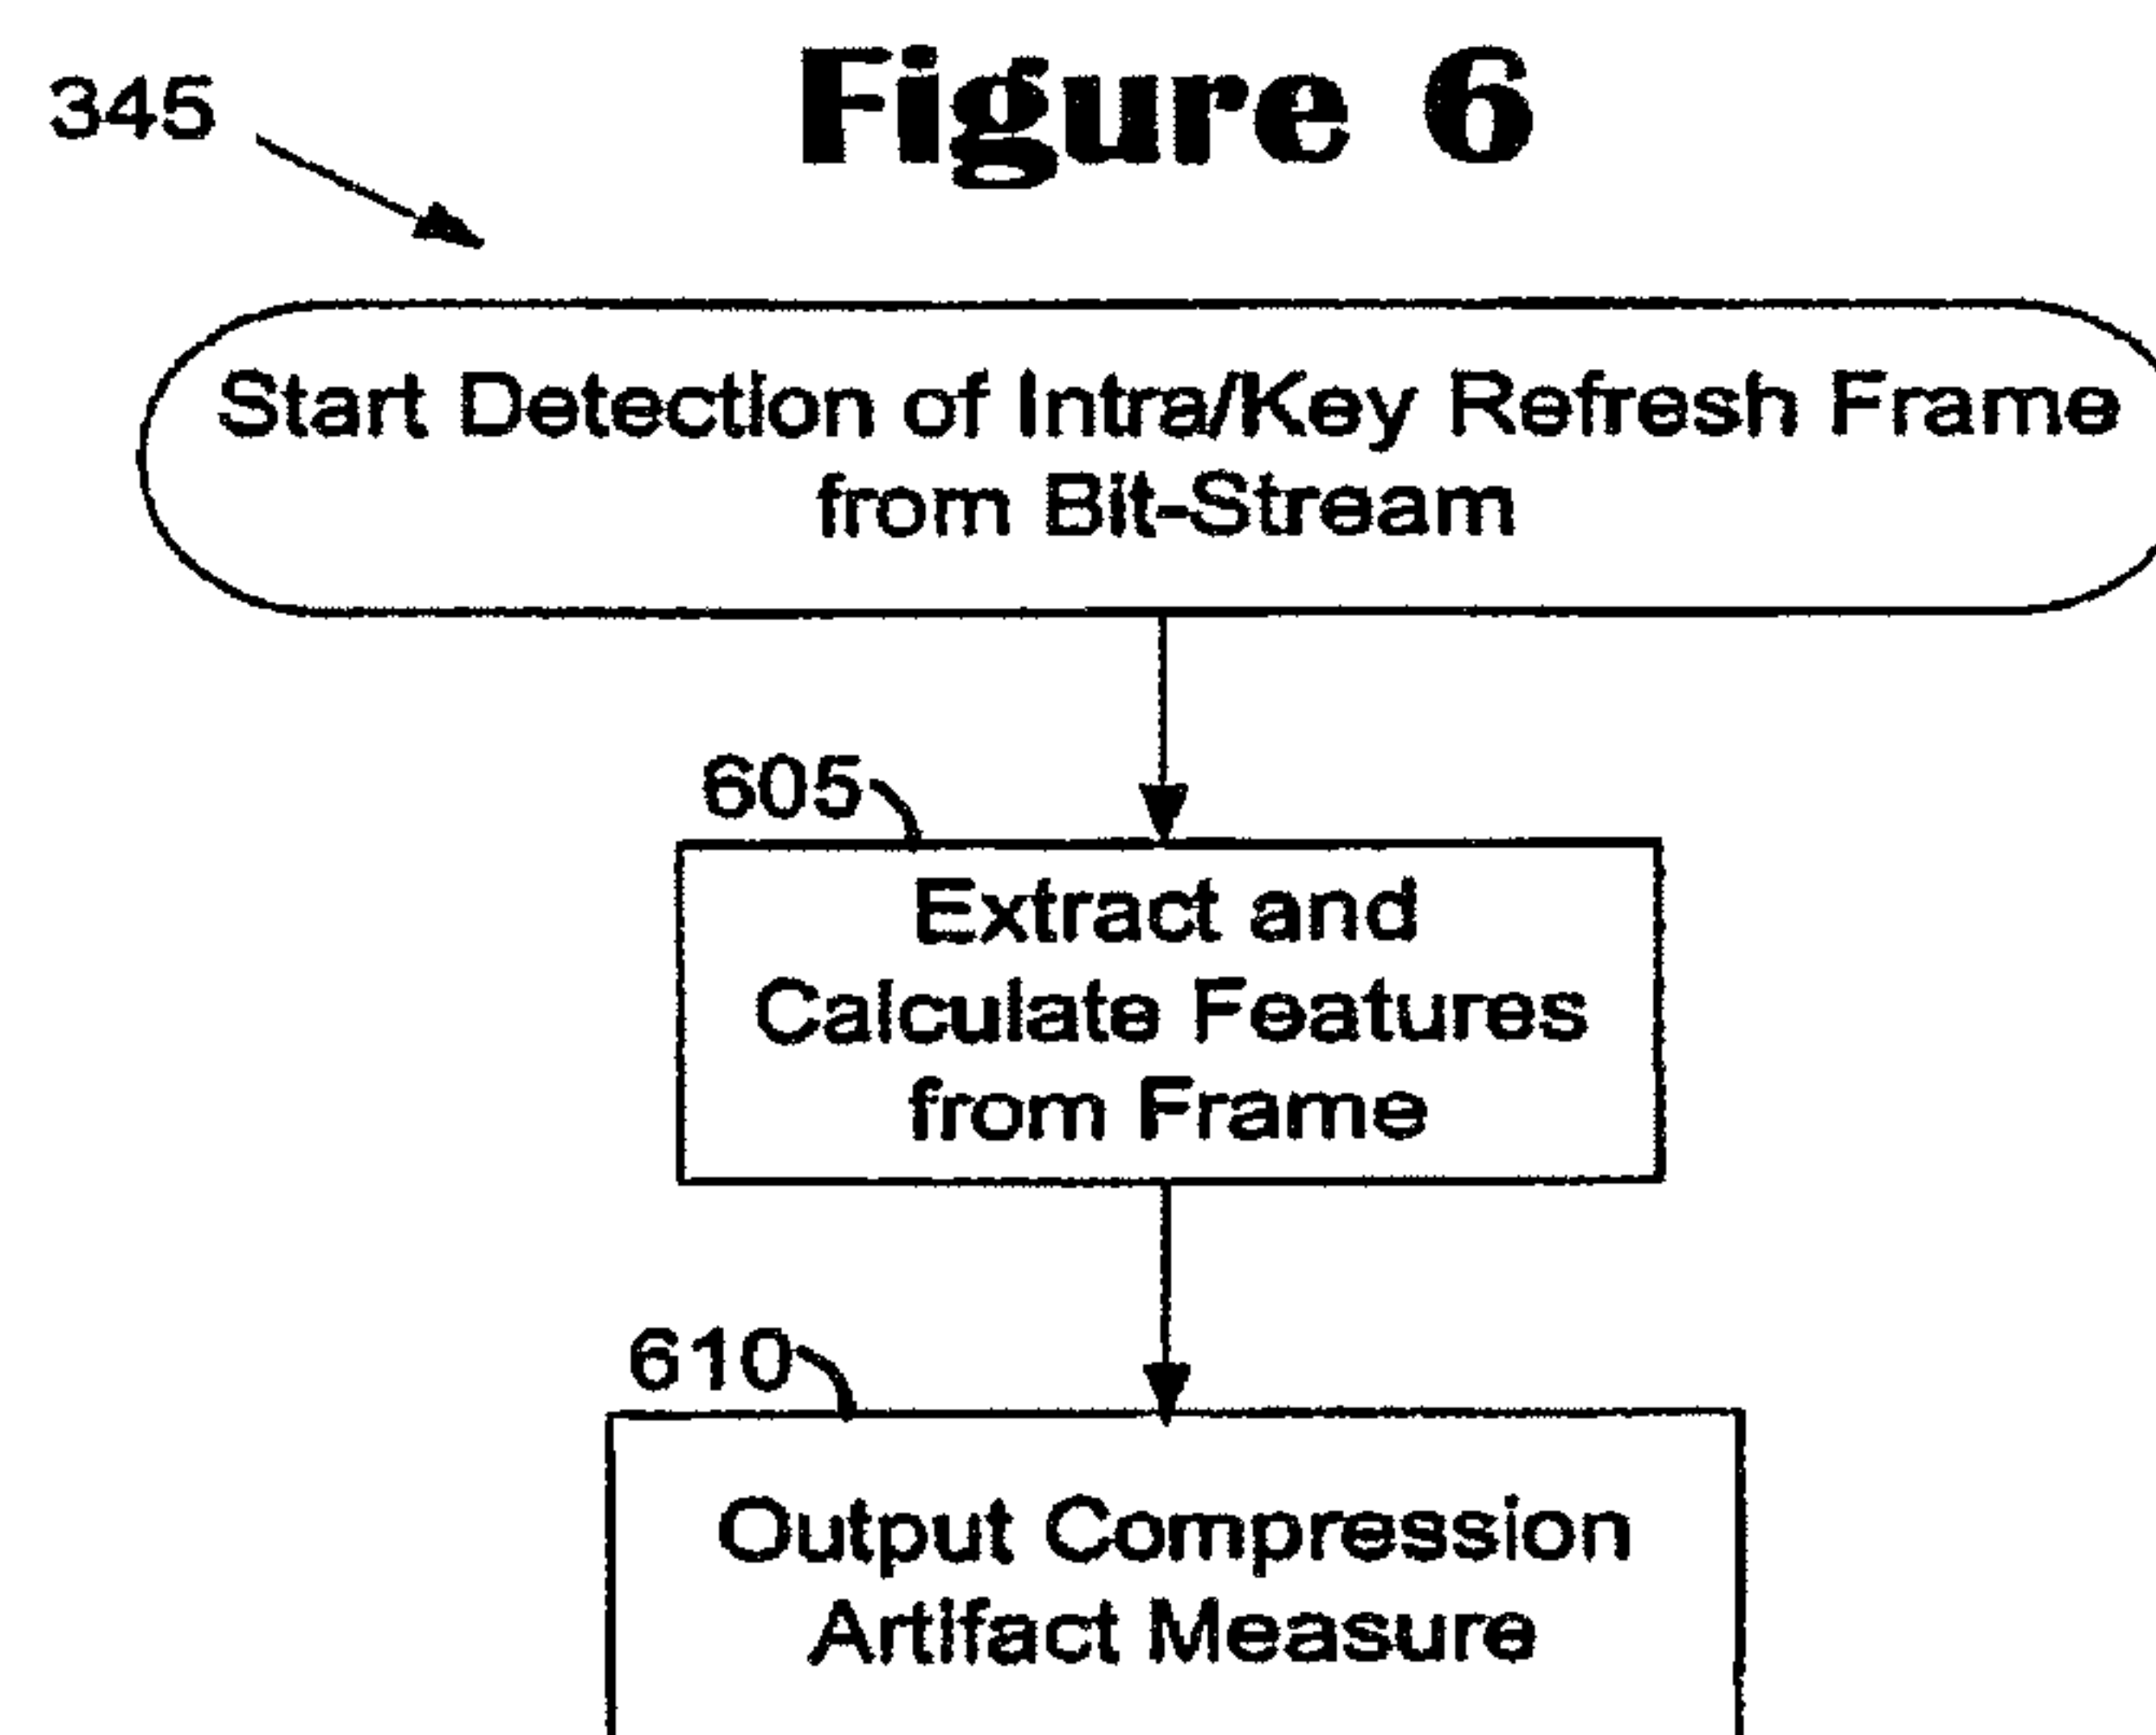 Figure 6
345
Start Detection of Intra/Key Refresh Frame
from Bit-Stream
605
Extract and
Calculate Features
from Frame
610
Output Compression
Artifact Measure